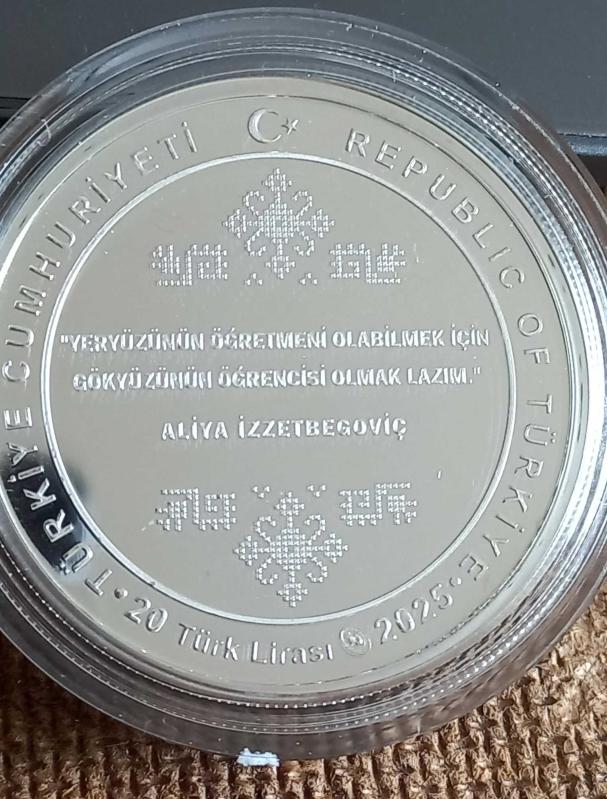 TÜRKİYE CUMHURİYETİ
REPUBLIC OF TÜRKİYE
"YERYÜZÜNÜN ÖĞRETMENİ OLABİLMEK İÇİN
GÖKYÜZÜNÜN ÖĞRENCİSİ OLMAK LAZIM."
ALİYA İZZETBEGOVİÇ
• 20 Türk Lirası 2025 •